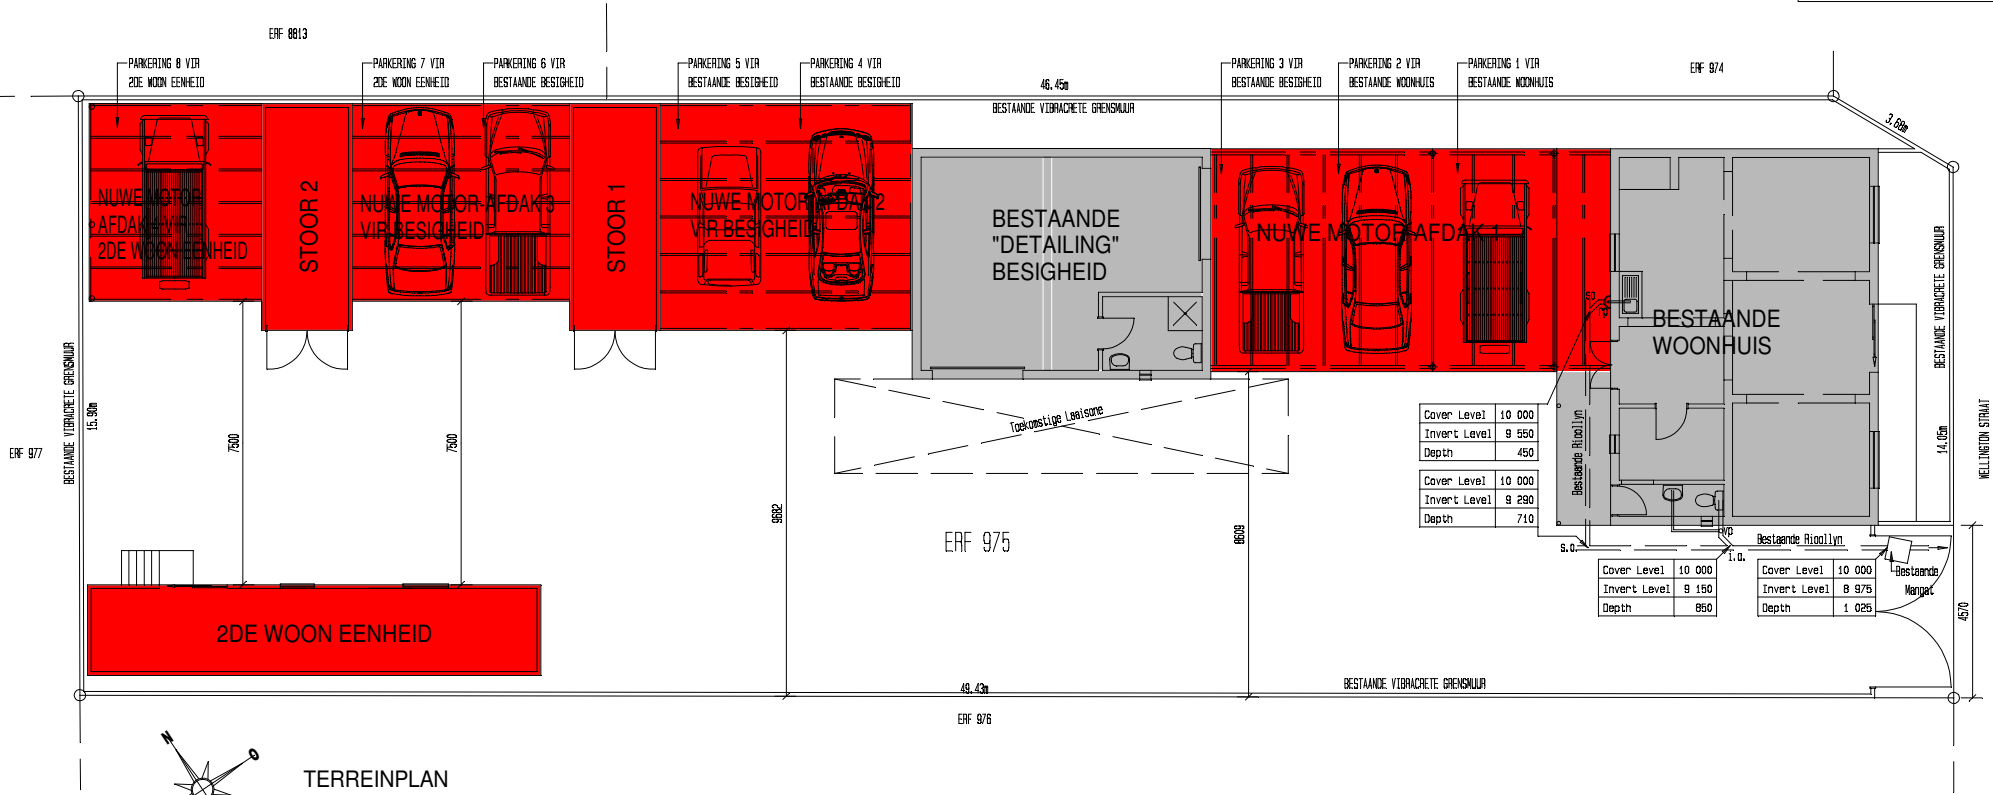 ERF 8813
PARKERING 8 VIR
2DE WOON EENHEID
PARKERING 7 VIR
2DE WOON EENHEID
PARKERING 6 VIR
BESTAANDE BESIGHEID
PARKERING 5 VIR
BESTAANDE BESIGHEID
PARKERING 4 VIR
BESTAANDE BESIGHEID
46.45m
BESTAANDE VIBRACRETE GRENSMUUR
PARKERING 3 VIR
BESTAANDE BESIGHEID
PARKERING 2 VIR
BESTAANDE WOONHUIS
PARKERING 1 VIR
BESTAANDE WOONHUIS
ERF 974
3.68m
NUWE MOTOR
AFDAK 4 VIR
2DE WOON EENHEID
STOOR 2
NUWE MOTOR-AFDAK 3
VIR BESIGHEID
STOOR 1
NUWE MOTOR-AFDAK 2
VIR BESIGHEID
BESTAANDE
"DETAILING"
BESIGHEID
NUWE MOTOR-AFDAK 1
BESTAANDE
WOONHUIS
BESTAANDE VIBRACRETE GRENSMUUR
14.05m
WELLINGTON STRAAT
ERF 977
BESTAANDE VIBRACRETE GRENSMUUR
15.90m
7500
7500
9682
8609
Toekomstige Laaisone
ERF 975
Cover Level 10 000
Invert Level 9 550
Depth 450
Cover Level 10 000
Invert Level 9 290
Depth 710
Bestaande Rioollyn
s.o.
vp
i.o.
Bestaande Rioollyn
Cover Level 10 000
Invert Level 9 150
Depth 850
Cover Level 10 000
Invert Level 8 975
Depth 1 025
Bestaande
Mangat
4570
2DE WOON EENHEID
49.43m
BESTAANDE VIBRACRETE GRENSMUUR
ERF 976
N
O
TERREINPLAN